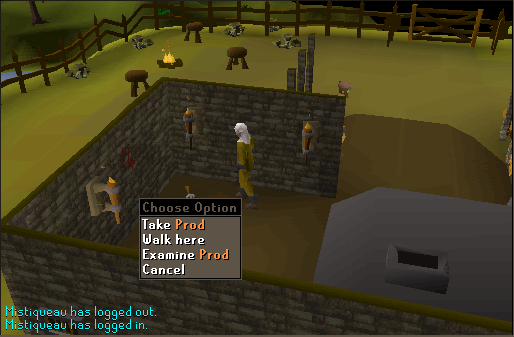 Choose Option
Take Prod
Walk here
Examine Prod
Cancel
Mistiqueau has logged out.
Mistiqueau has logged in.